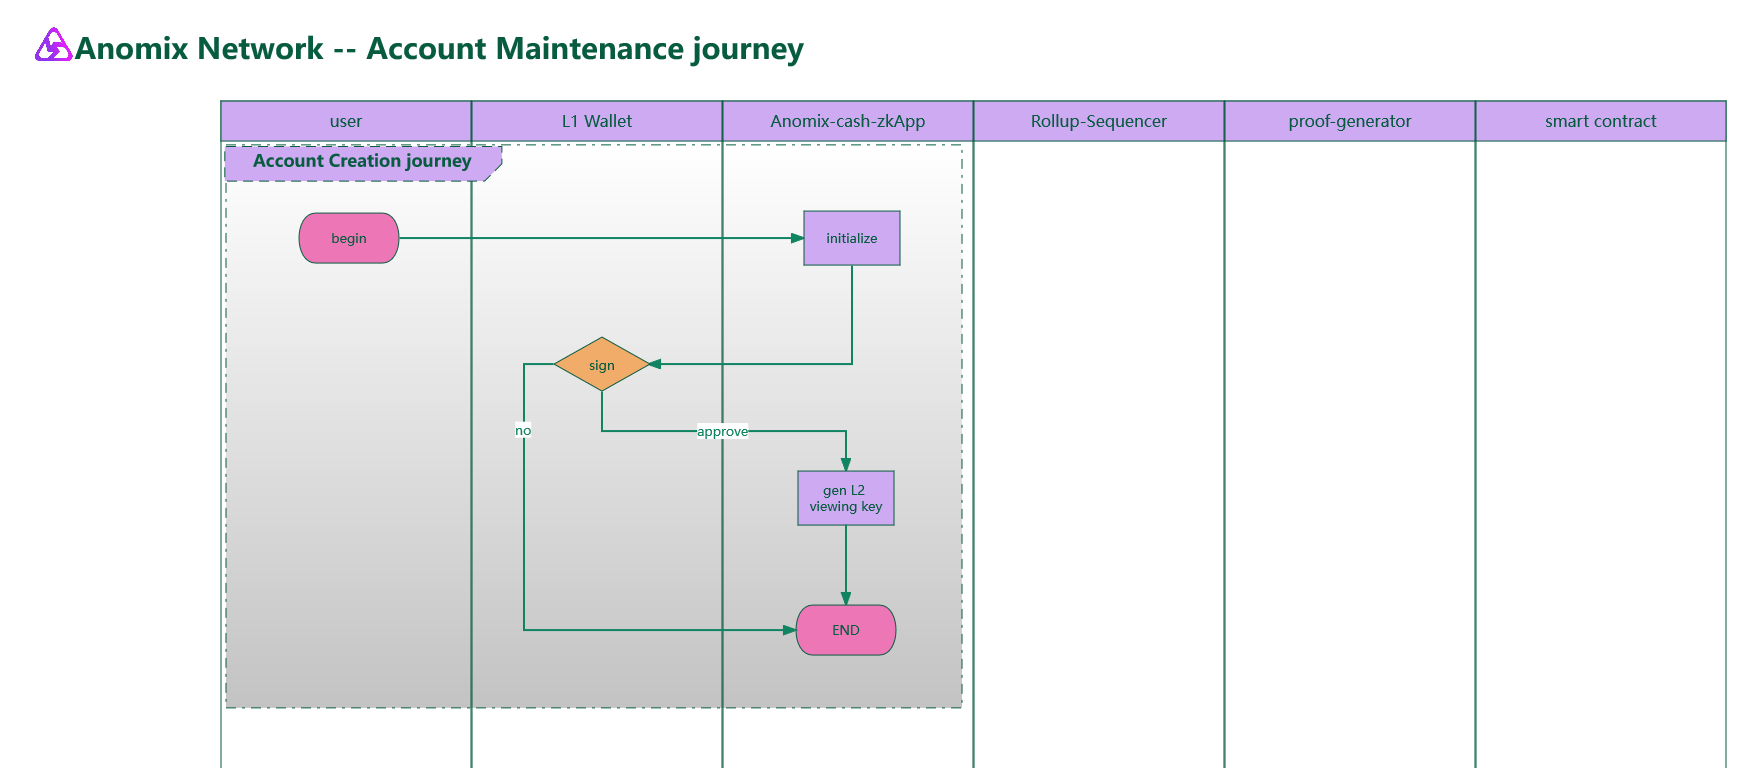 Anomix Network -- Account Maintenance journey
user
L1 Wallet
Anomix-cash-zkApp
Rollup-Sequencer
proof-generator
smart contract
Account Creation journey
begin
initialize
sign
no
approve
gen L2
viewing key
END